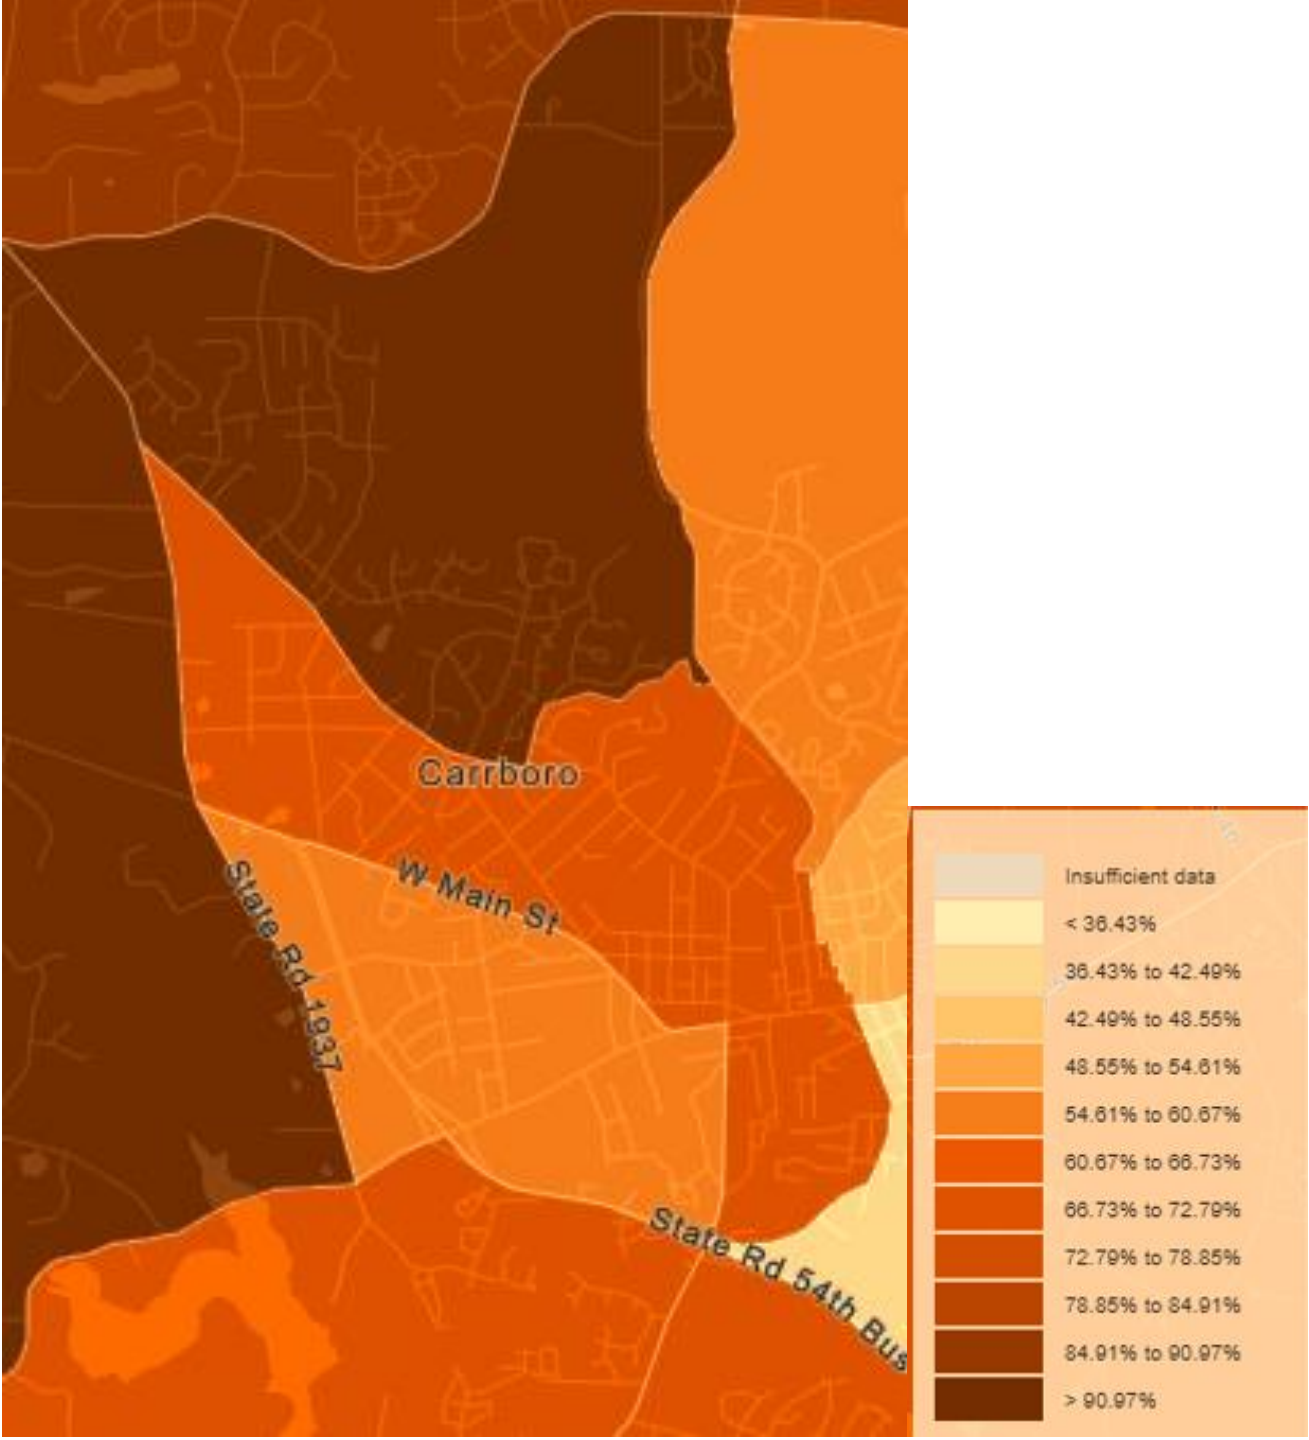 Carrboro
W Main St
State Rd 1937
State Rd 54th Bus
Insufficient data
< 36.43%
36.43% to 42.49%
42.49% to 48.55%
48.55% to 54.61%
54.61% to 60.67%
60.67% to 66.73%
66.73% to 72.79%
72.79% to 78.85%
78.85% to 84.91%
84.91% to 90.97%
> 90.97%